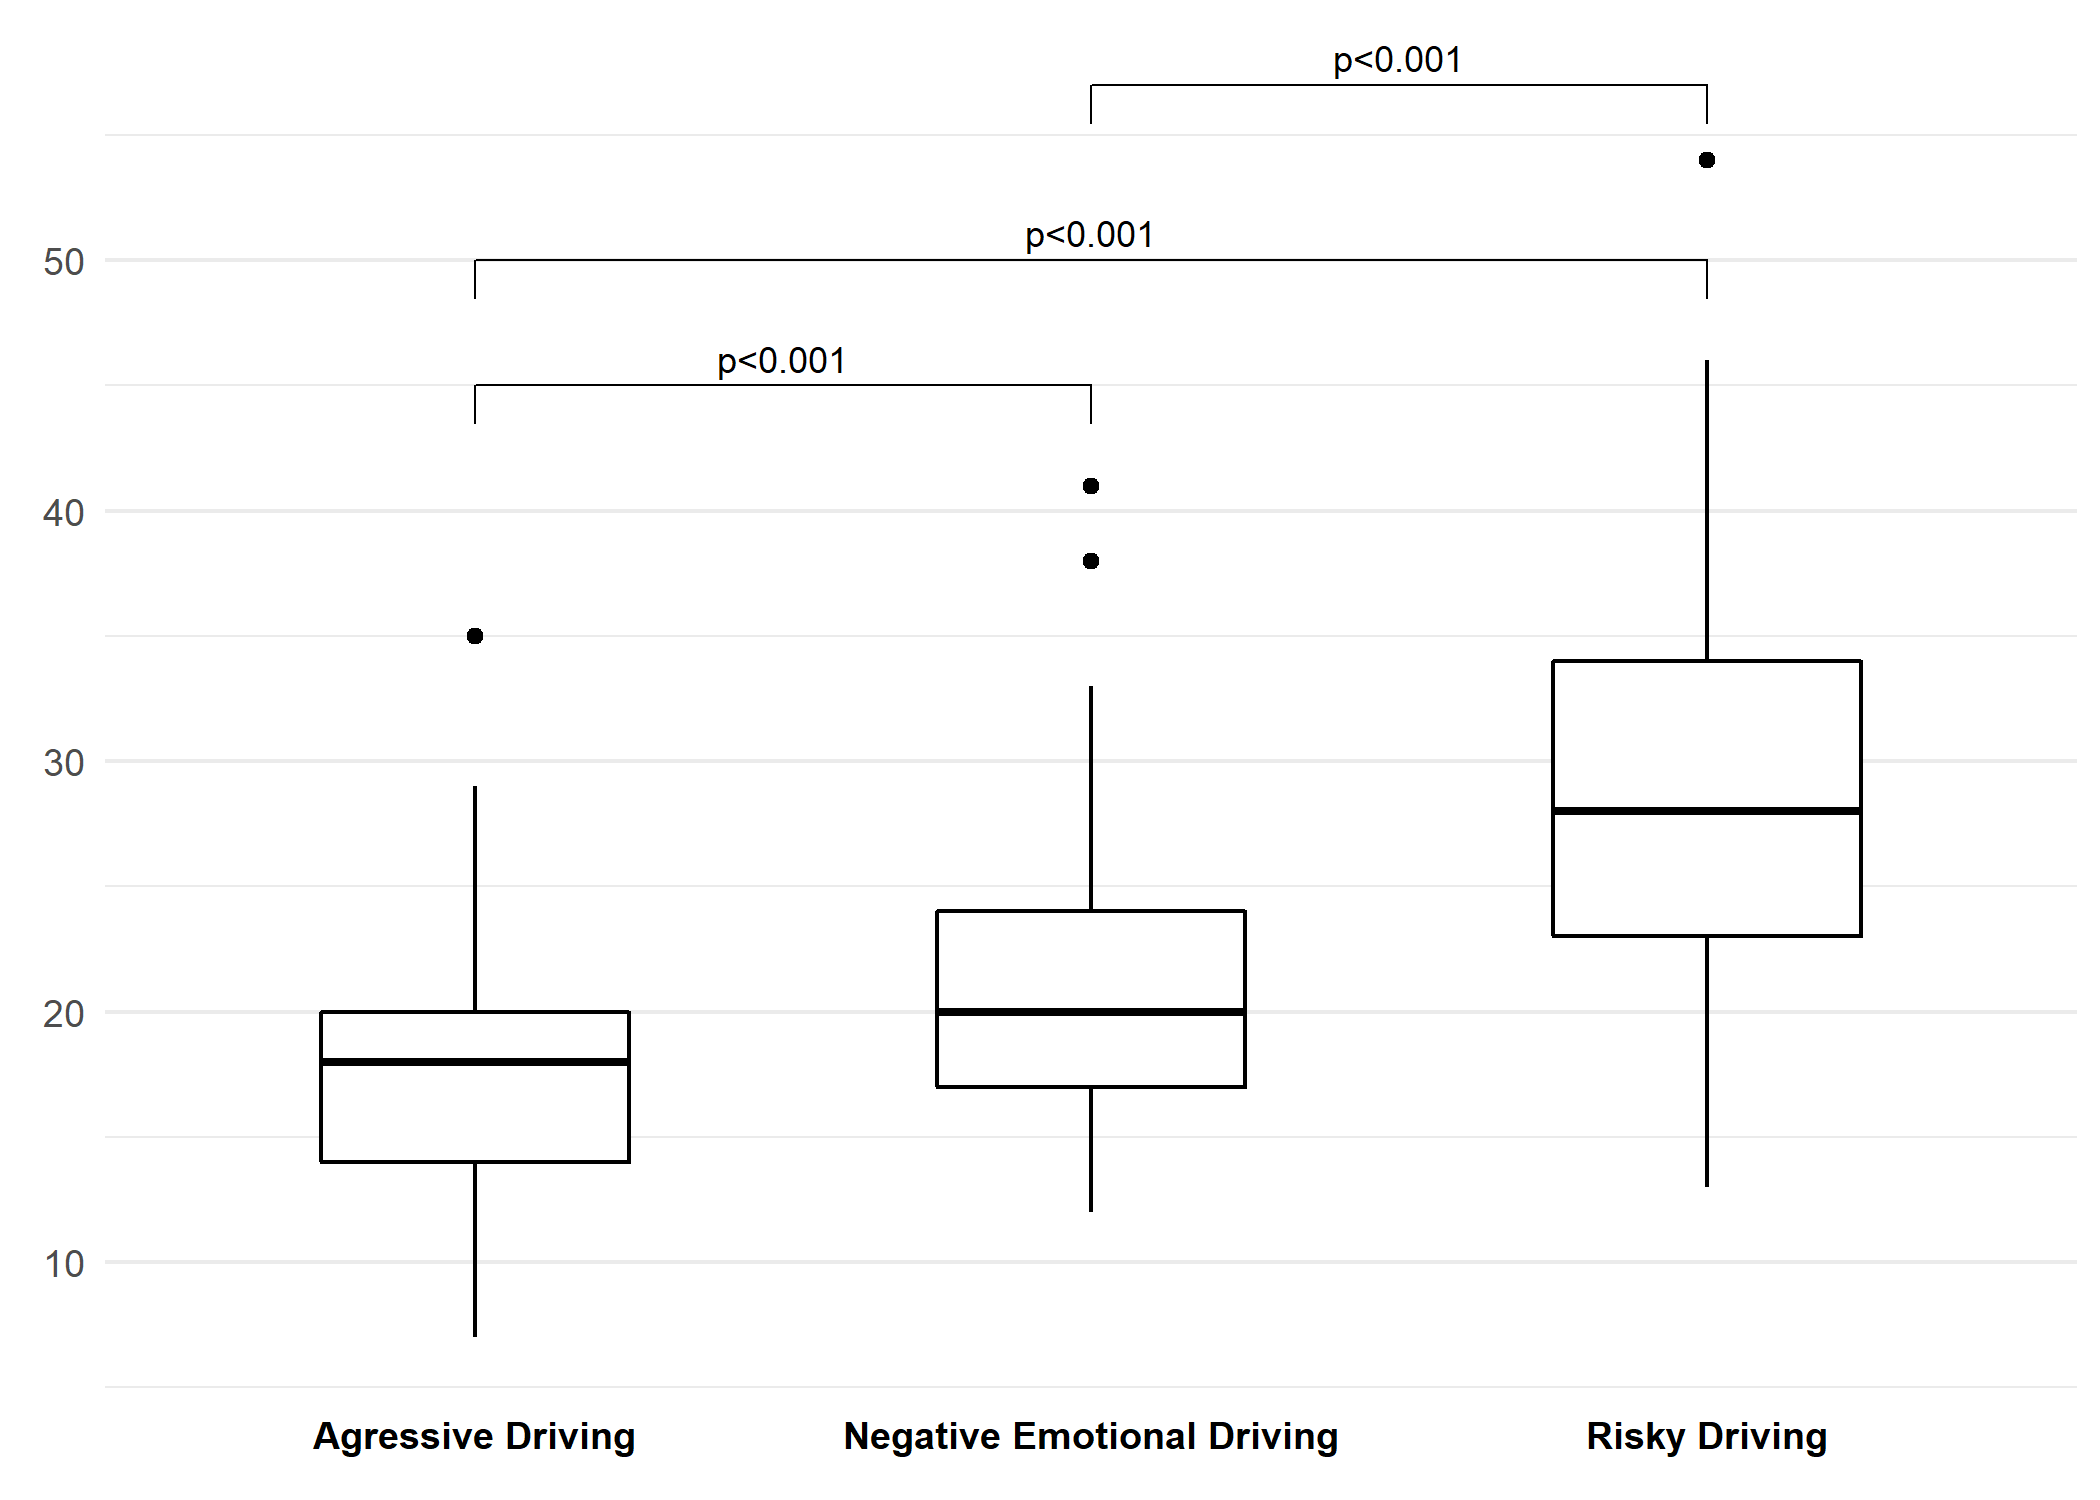 p<0.001
p<0.001
50
p<0.001
40
30
20
10
Agressive Driving
Negative Emotional Driving
Risky Driving